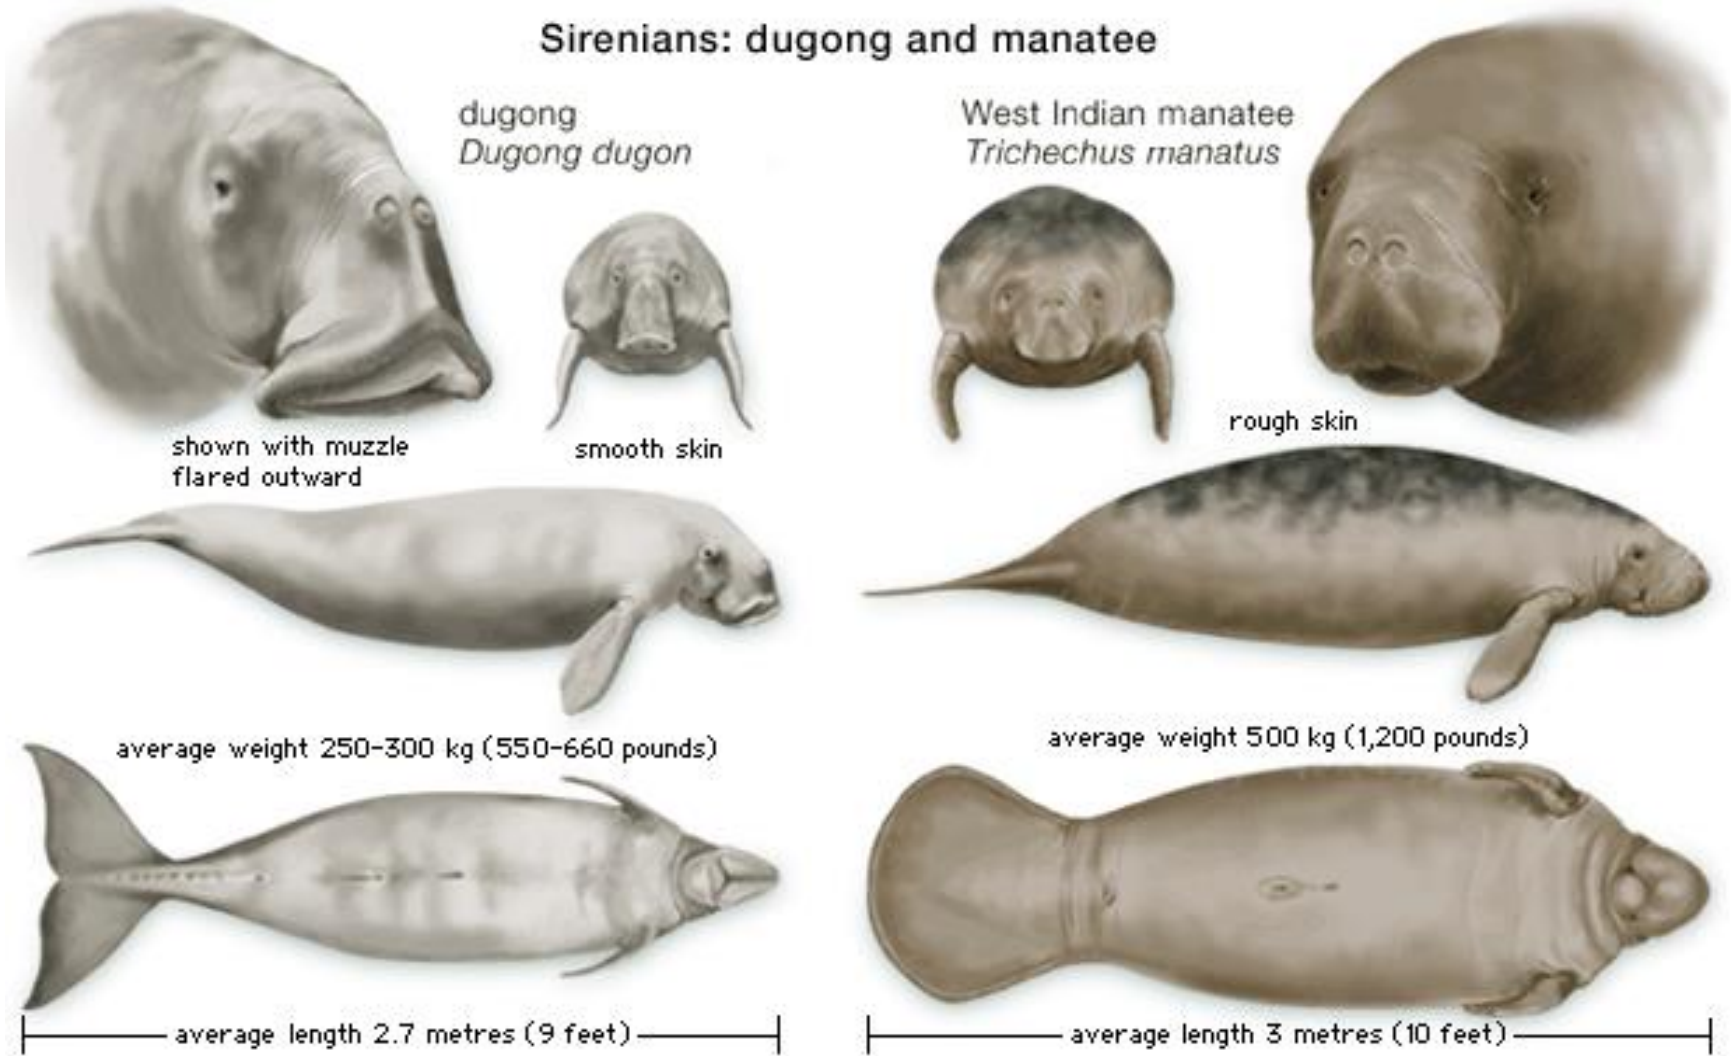 Sirenians: dugong and manatee
dugong
Dugong dugon
West Indian manatee
Trichechus manatus
shown with muzzle
flared outward
smooth skin
rough skin
average weight 250-300 kg (550-660 pounds)
average weight 500 kg (1,200 pounds)
average length 2.7 metres (9 feet)
average length 3 metres (10 feet)